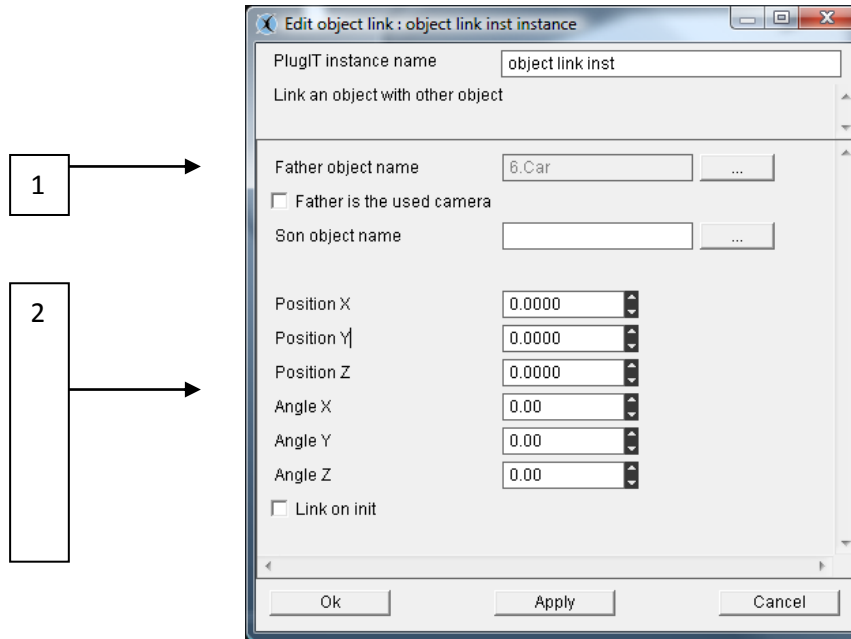 Edit object link : object link inst instance
PlugIT instance name object link inst
Link an object with other object
1
Father object name 6.Car ...
Father is the used camera
Son object name ...
2
Position X 0.0000
Position Y 0.0000
Position Z 0.0000
Angle X 0.00
Angle Y 0.00
Angle Z 0.00
Link on init
Ok Apply Cancel